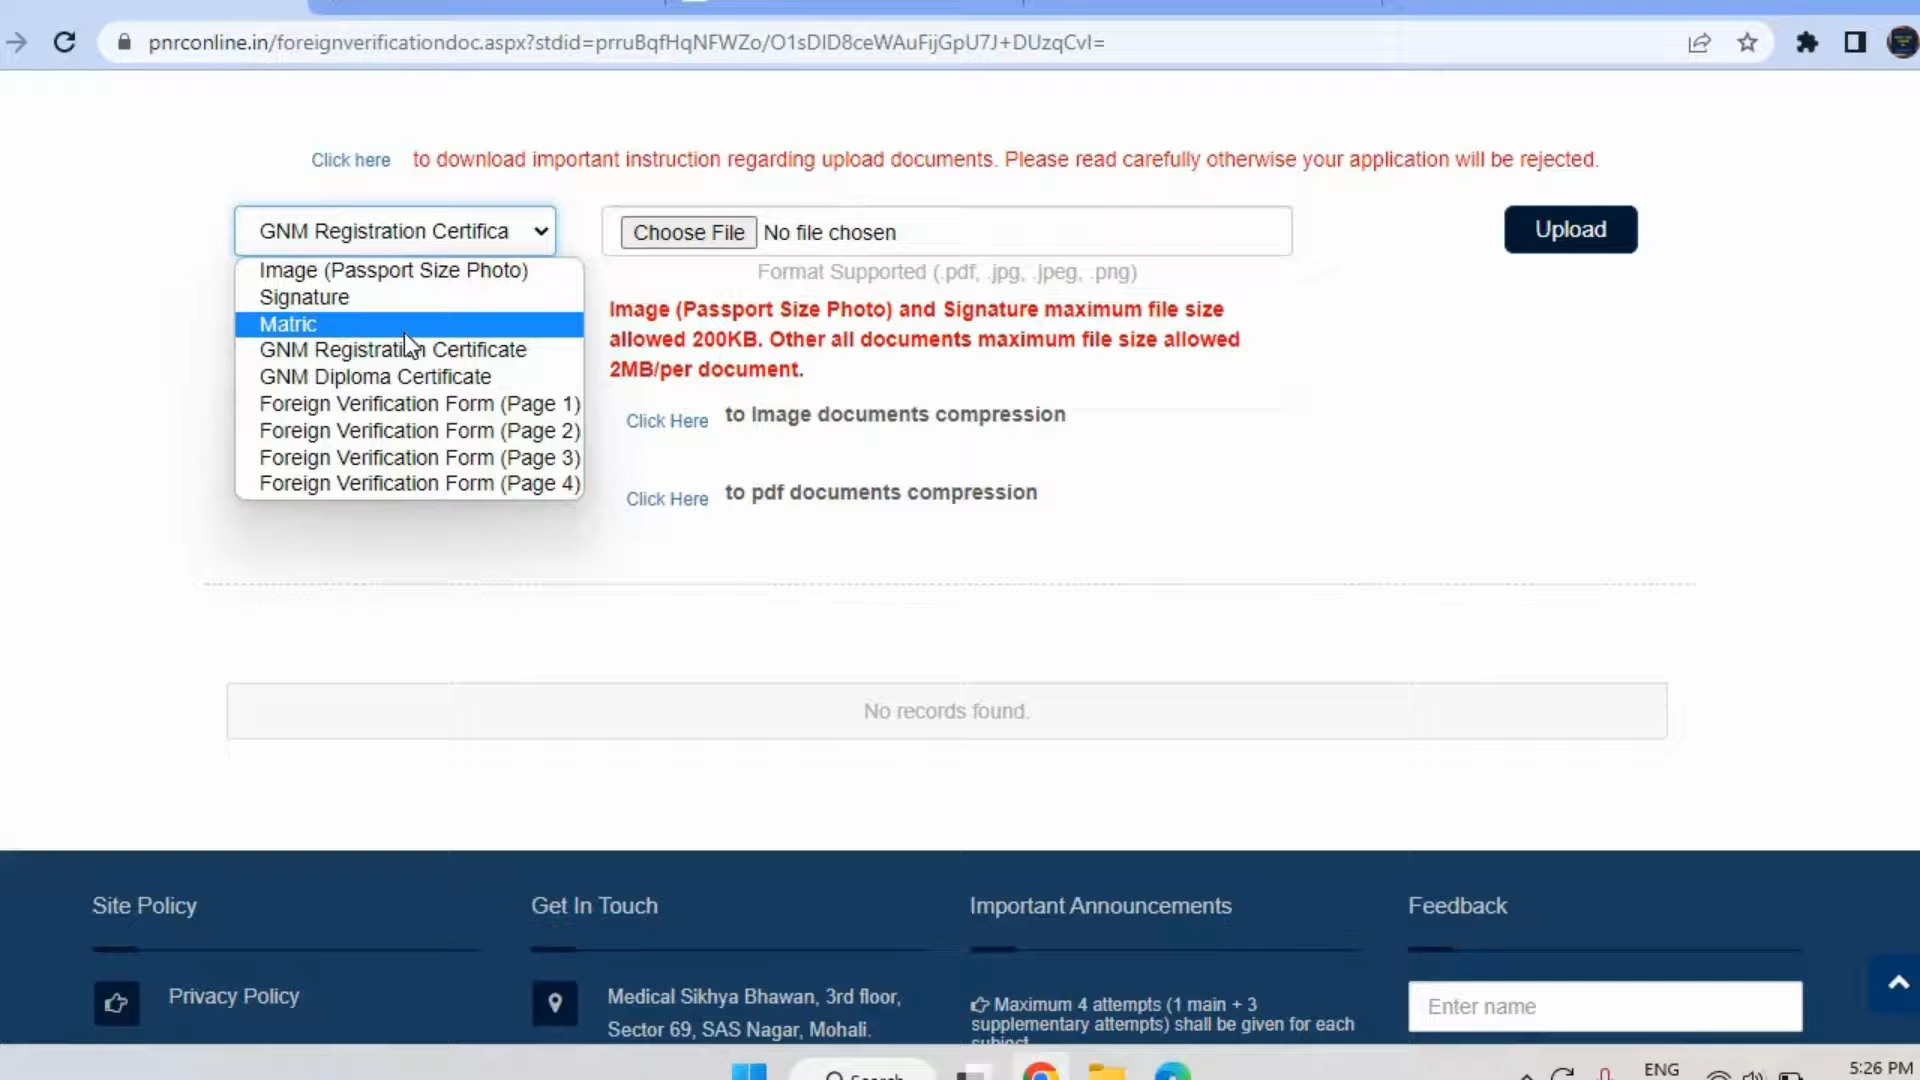 pnrconline.in/foreignverificationdoc.aspx?stdid=prruBqfHqNFWZo/O1sDID8ceWAuFijGpU7J+DUzqCvI=
Click here to download important instruction regarding upload documents. Please read carefully otherwise your application will be rejected.
GNM Registration Certifica
Choose File No file chosen
Upload
Format Supported (.pdf, .jpg, .jpeg, .png)
Image (Passport Size Photo)
Signature
Matric
GNM Registration Certificate
GNM Diploma Certificate
Foreign Verification Form (Page 1)
Foreign Verification Form (Page 2)
Foreign Verification Form (Page 3)
Foreign Verification Form (Page 4)
Image (Passport Size Photo) and Signature maximum file size
allowed 200KB. Other all documents maximum file size allowed
2MB/per document.
Click Here to Image documents compression
Click Here to pdf documents compression
No records found.
Site Policy
Privacy Policy
Get In Touch
Medical Sikhya Bhawan, 3rd floor,
Sector 69, SAS Nagar, Mohali.
Important Announcements
Maximum 4 attempts (1 main + 3
supplementary attempts) shall be given for each
subject
Feedback
Enter name
Search
ENG
5:26 PM